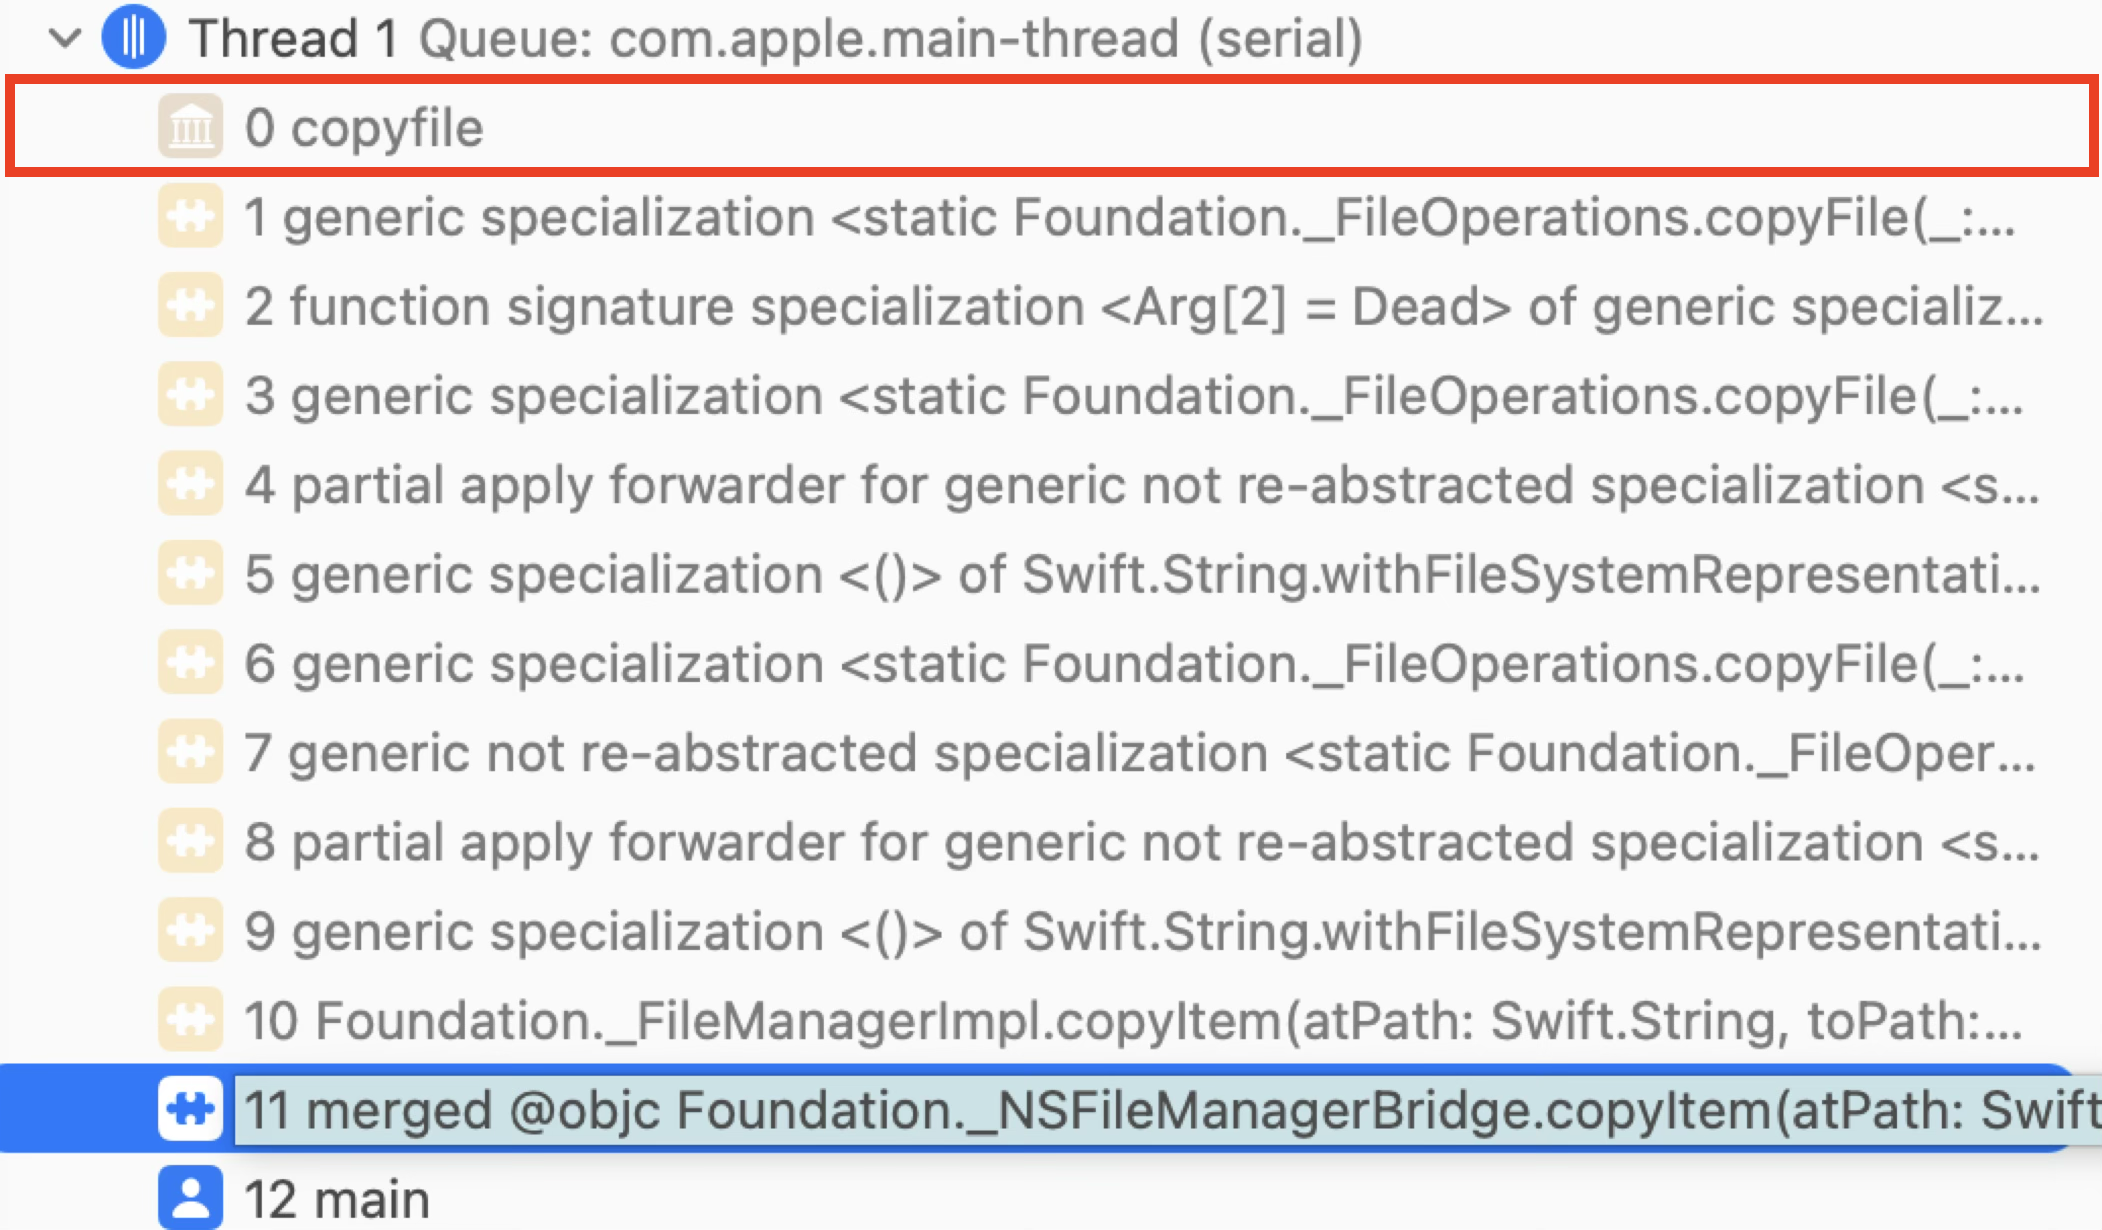 Thread 1 Queue: com.apple.main-thread (serial)
0 copyfile
1 generic specialization <static Foundation._FileOperations.copyFile(_:...
2 function signature specialization <Arg[2] = Dead> of generic specializ...
3 generic specialization <static Foundation._FileOperations.copyFile(_:...
4 partial apply forwarder for generic not re-abstracted specialization <s...
5 generic specialization <()> of Swift.String.withFileSystemRepresentati...
6 generic specialization <static Foundation._FileOperations.copyFile(_:...
7 generic not re-abstracted specialization <static Foundation._FileOper...
8 partial apply forwarder for generic not re-abstracted specialization <s...
9 generic specialization <()> of Swift.String.withFileSystemRepresentati...
10 Foundation._FileManagerImpl.copyItem(atPath: Swift.String, toPath:...
11 merged @objc Foundation._NSFileManagerBridge.copyItem(atPath: Swift
12 main